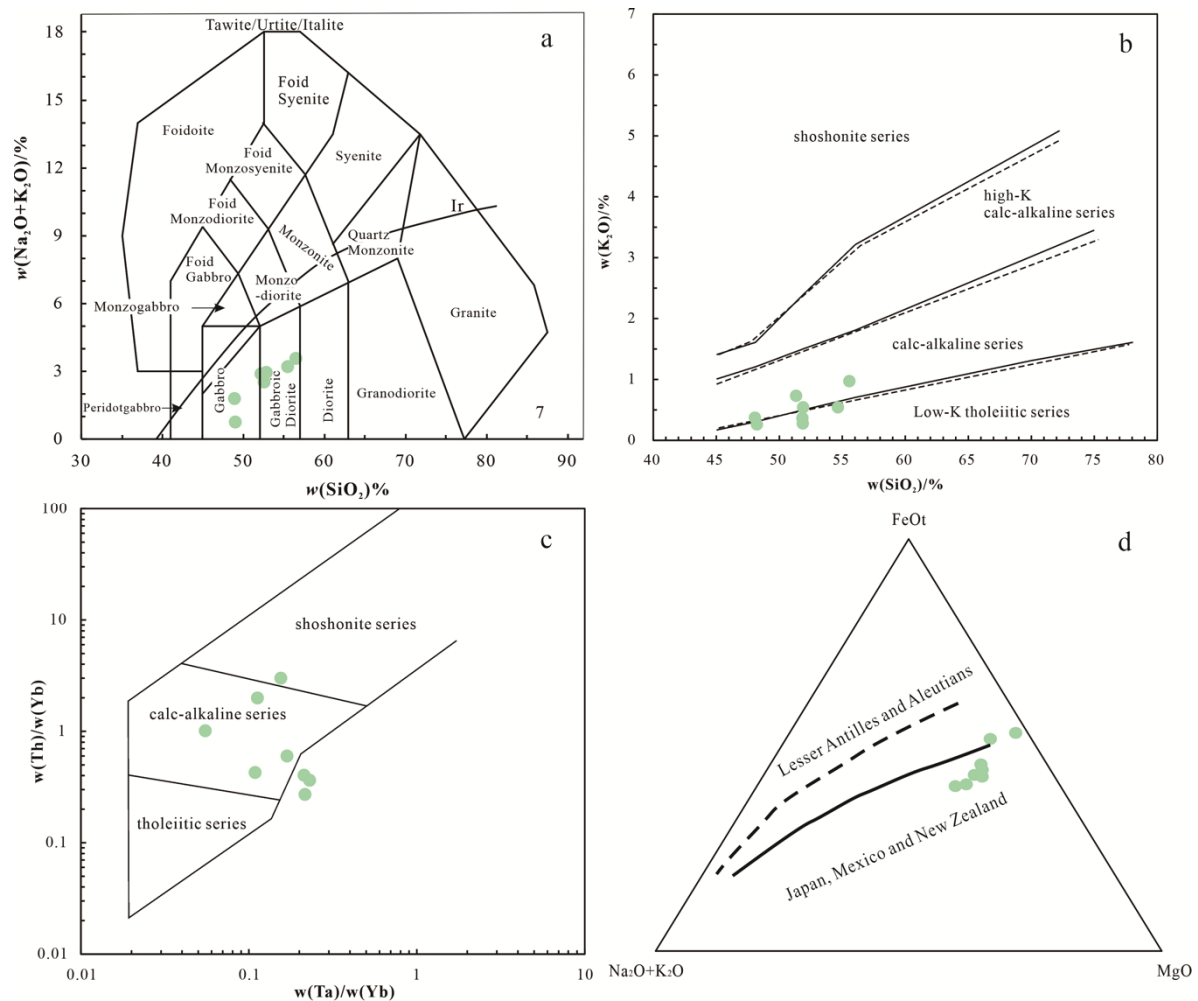 Tawite/Urtite/Italite
a
18
15
12
9
6
3
0
w(Na2O+K2O)/%
Foid
Syenite
Foidoite
Foid
Monzosyenite
Syenite
Foid
Monzodiorite
Ir
Monzonite
Quartz
Monzonite
Foid
Gabbro
Monzo
-diorite
Monzogabbro
Granite
Gabbro
Gabbroic
Diorite
Diorite
Granodiorite
Peridotgabbro
7
30
40
50
60
70
80
90
w(SiO2)%
b
7
6
5
4
3
2
1
0
w(K2O)/%
shoshonite series
high-K
calc-alkaline series
calc-alkaline series
Low-K tholeiitic series
40
45
50
55
60
65
70
75
80
w(SiO2)/%
c
100
10
1
0.1
0.01
w(Th)/w(Yb)
shoshonite series
calc-alkaline series
tholeiitic series
0.01
0.1
1
10
w(Ta)/w(Yb)
FeOt
d
Lesser Antilles and Aleutians
Japan, Mexico and New Zealand
Na2O+K2O
MgO